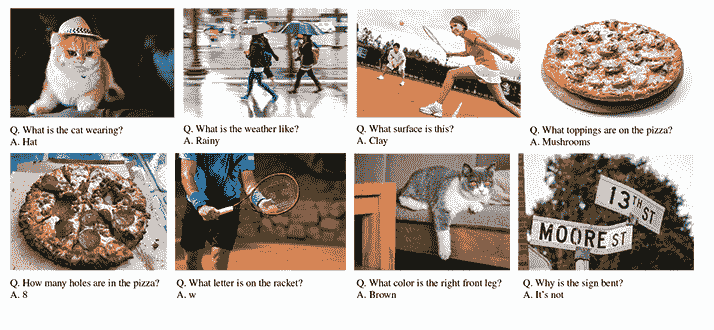 Q. What is the cat wearing?
A. Hat
Q. What is the weather like?
A. Rainy
Q. What surface is this?
A. Clay
Q. What toppings are on the pizza?
A. Mushrooms
13TH ST
MOORE ST
Q. How many holes are in the pizza?
A. 8
Q. What letter is on the racket?
A. w
Q. What color is the right front leg?
A. Brown
Q. Why is the sign bent?
A. It's not